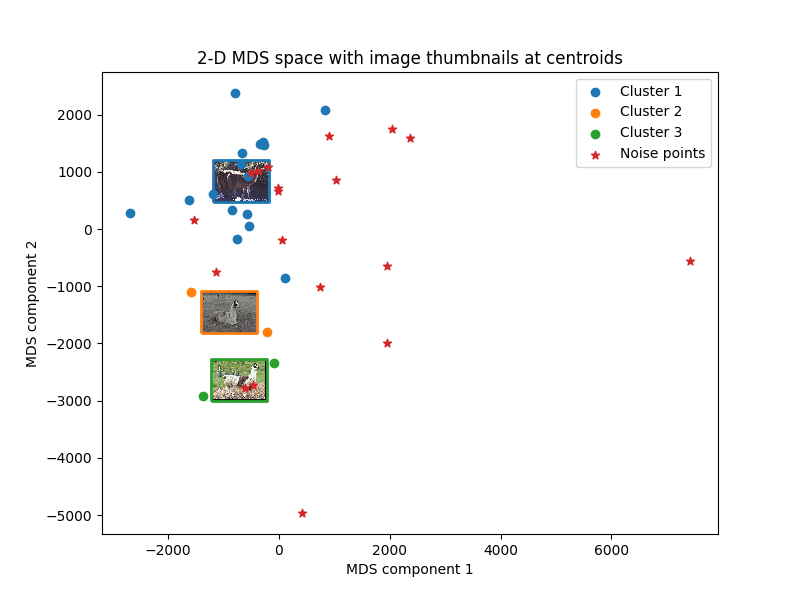 2-D MDS space with image thumbnails at centroids
Cluster 1
Cluster 2
Cluster 3
Noise points
MDS component 2
2000
1000
0
−1000
−2000
−3000
−4000
−5000
−2000 0 2000 4000 6000
MDS component 1